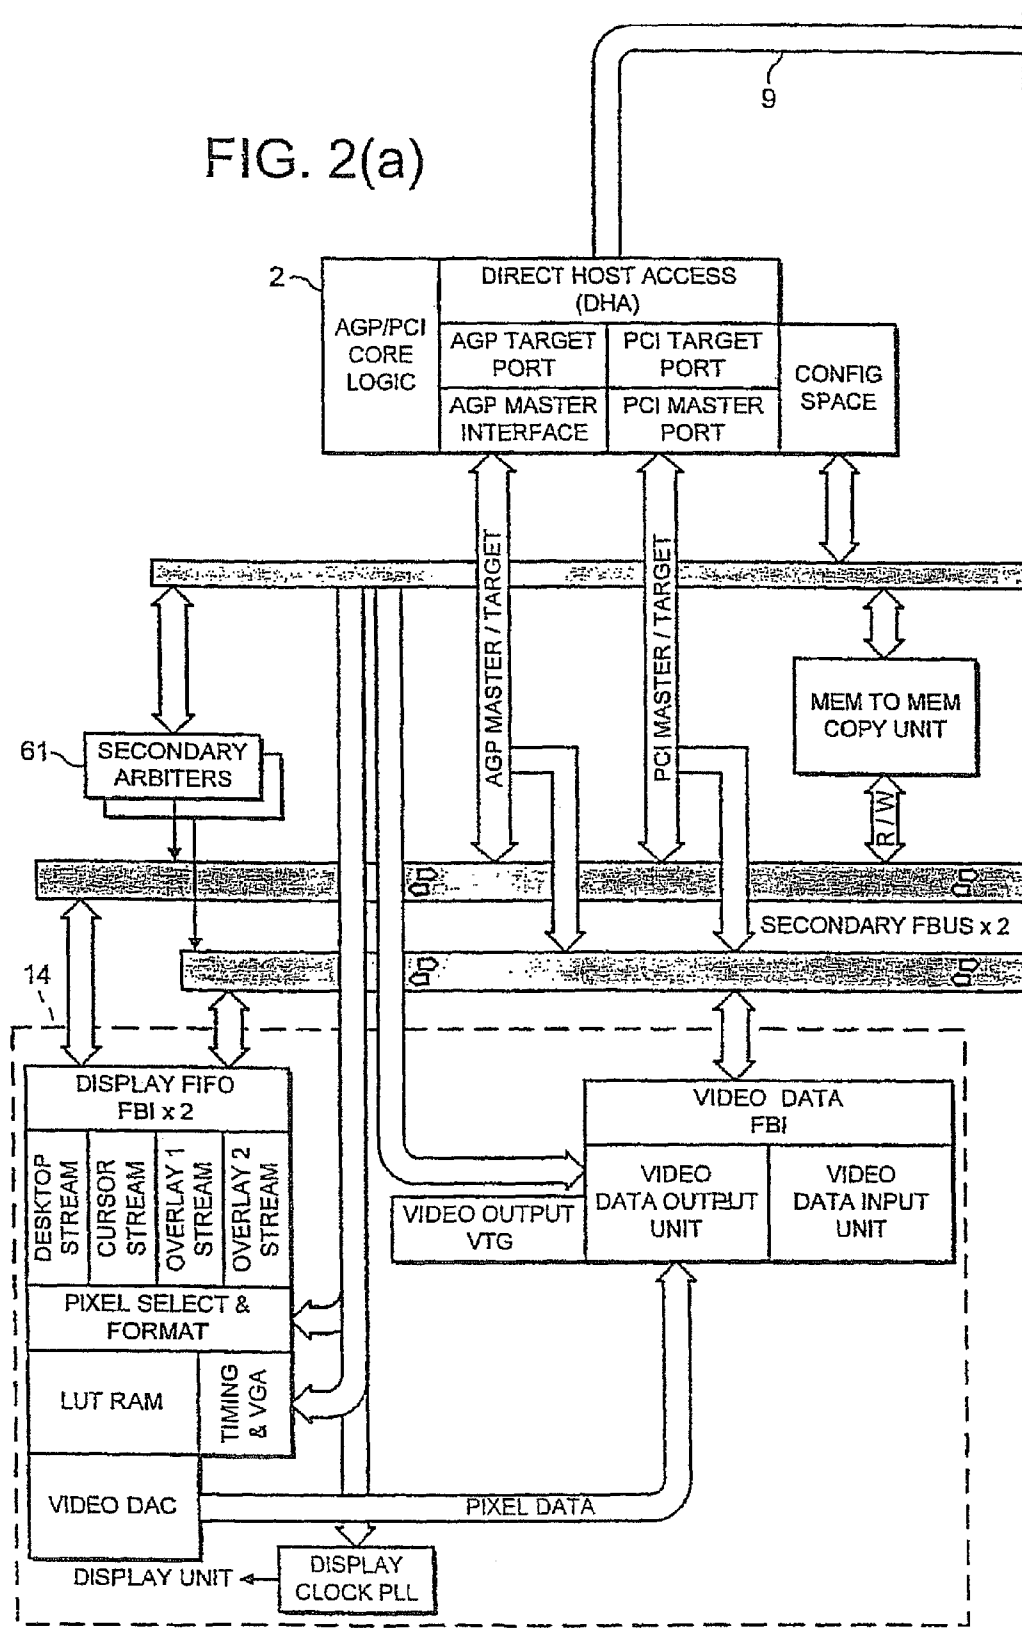 9
FIG. 2(a)
2
DIRECT HOST ACCESS
(DHA)
AGP/PCI
CORE
LOGIC
AGP TARGET
PORT
PCI TARGET
PORT
CONFIG
SPACE
AGP MASTER
INTERFACE
PCI MASTER
PORT
AGP MASTER / TARGET
PCI MASTER / TARGET
MEM TO MEM
COPY UNIT
61
SECONDARY
ARBITERS
R / W
SECONDARY FBUS x 2
14
DISPLAY FIFO
FBI x 2
VIDEO DATA
FBI
DESKTOP
STREAM
CURSOR
STREAM
OVERLAY 1
STREAM
OVERLAY 2
STREAM
VIDEO OUTPUT
VTG
VIDEO
DATA OUTPUT
UNIT
VIDEO
DATA INPUT
UNIT
PIXEL SELECT &
FORMAT
LUT RAM
TIMING
& VGA
VIDEO DAC
PIXEL DATA
DISPLAY UNIT
DISPLAY
CLOCK PLL